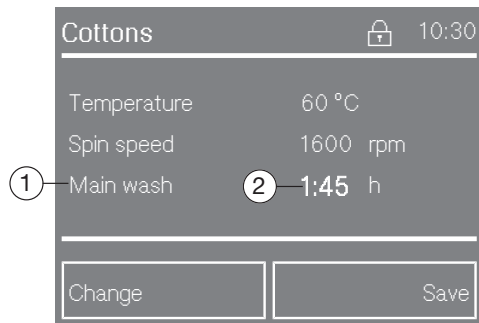 Cottons 10:30
Temperature 60 °C
Spin speed 1600 rpm
1 Main wash 2 1:45 h
Change Save